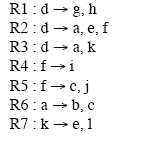 R1 : d → g, h
R2 : d → a, e, f
R3 : d → a, k
R4 : f → i
R5 : f → c, j
R6 : a → b, c
R7 : k → e, l